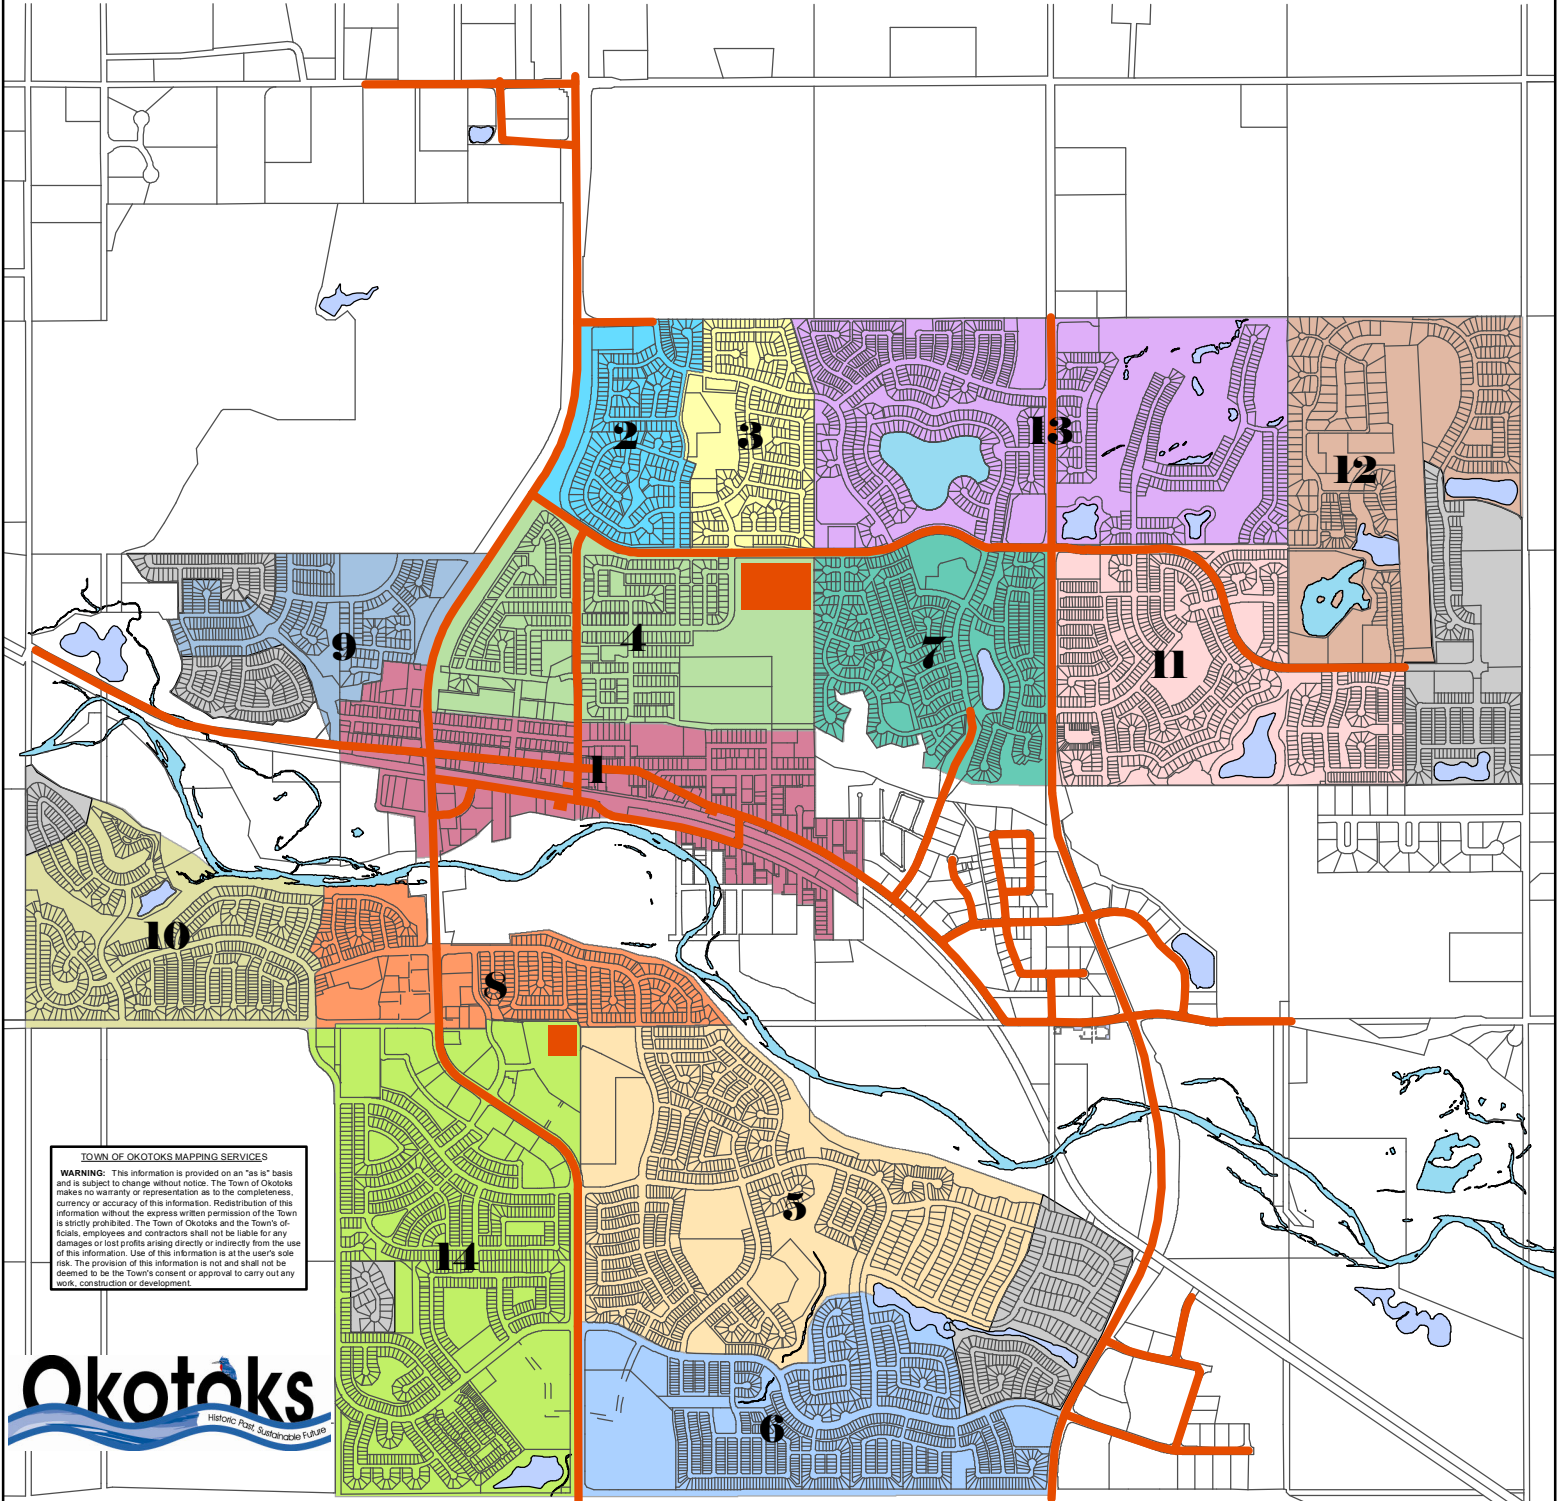 2
3
13
12
4
9
7
11
1
10
8
TOWN OF OKOTOKS MAPPING SERVICES
WARNING: This information is provided on an "as is" basis
and is subject to change without notice. The Town of Okotoks
makes no warranty or representation as to the completeness,
currency or accuracy of this information. Redistribution of this
information without the express written permission of the Town
is strictly prohibited. The Town of Okotoks and the Town's of-
ficials, employees and contractors shall not be liable for any
damages or lost profits arising directly or indirectly from the use
of this information. Use of this information is at the user's sole
risk. The provision of this information is not and shall not be
deemed to be the Town's consent or approval to carry out any
work, construction or development.
5
14
Okotoks
Historic Past, Sustainable Future
6